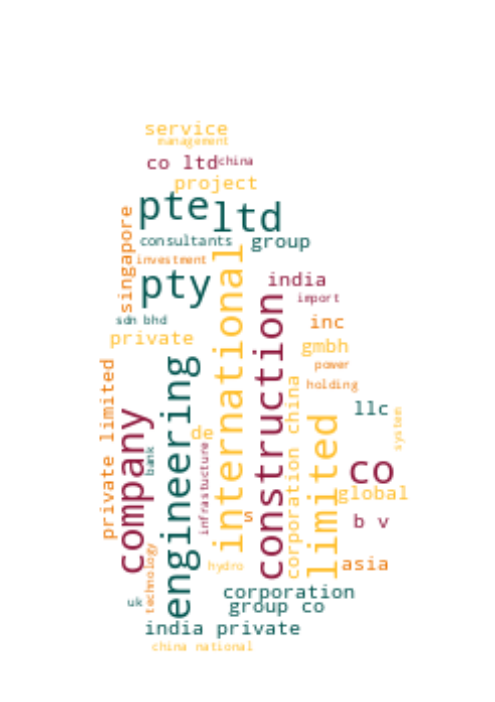 service
management
co ltd
china
project
pte
ltd
singapore
consultants
group
investment
international
pty
india
import
construction
sdn bhd
inc
private
gmbh
engineering
power
private limited
holding
corporation china
llc
company
system
limited
de
infrastucture
bank
co
global
s
b v
technology
hydro
asia
corporation
uk
group co
india private
china national